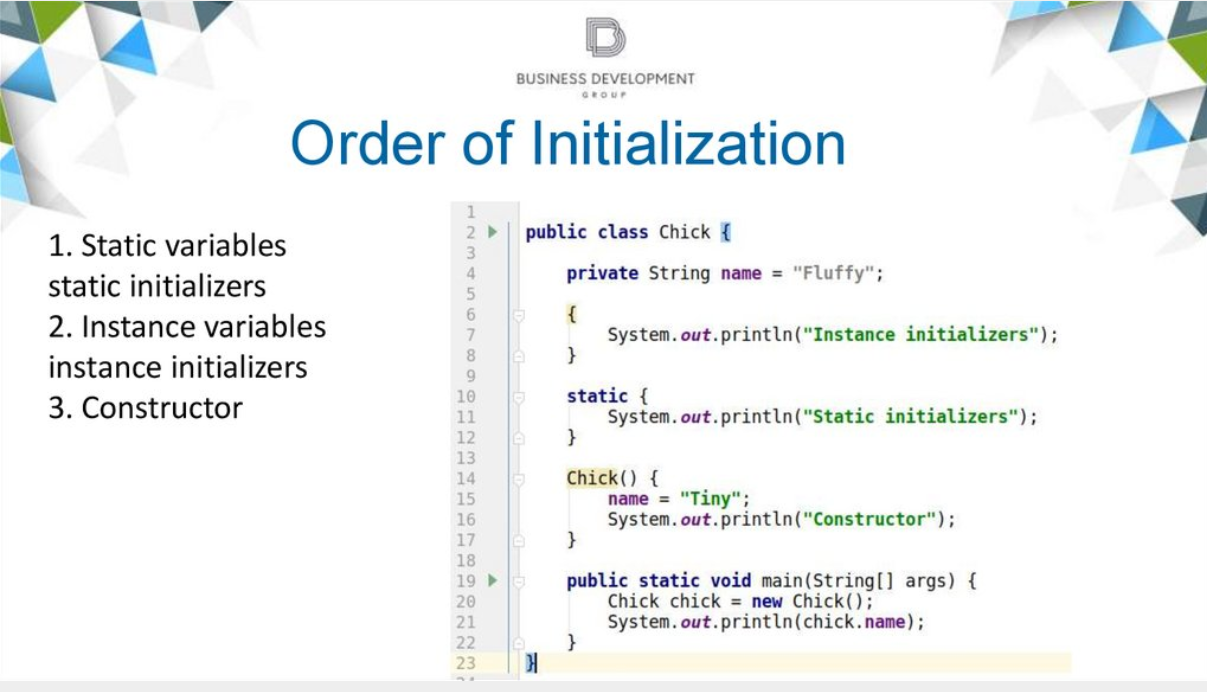 BUSINESS DEVELOPMENT
GROUP
Order of Initialization
1. Static variables
static initializers
2. Instance variables
instance initializers
3. Constructor
1
2 public class Chick {
3
4     private String name = "Fluffy";
5
6     {
7         System.out.println("Instance initializers");
8     }
9
10     static {
11         System.out.println("Static initializers");
12     }
13
14     Chick() {
15         name = "Tiny";
16         System.out.println("Constructor");
17     }
18
19     public static void main(String[] args) {
20         Chick chick = new Chick();
21         System.out.println(chick.name);
22     }
23 }